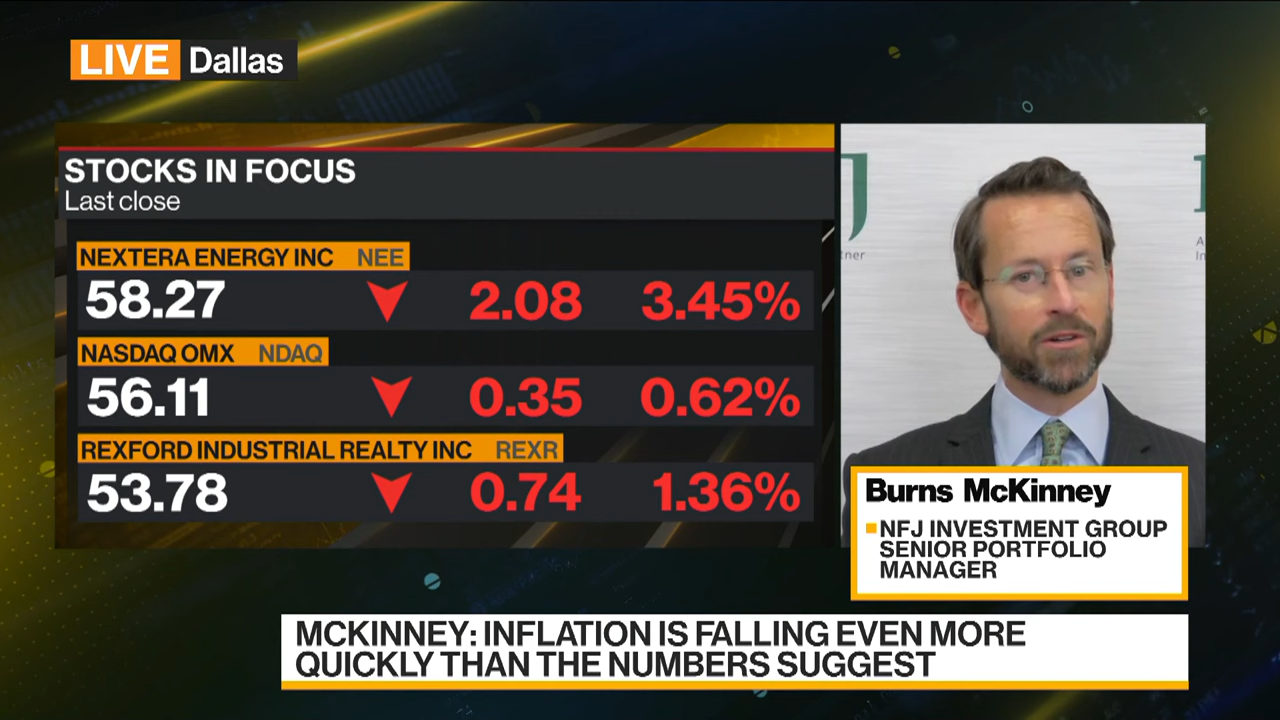 LIVE Dallas
STOCKS IN FOCUS
Last close
NEXTERA ENERGY INC NEE
58.27 2.08 3.45%
NASDAQ OMX NDAQ
56.11 0.35 0.62%
REXFORD INDUSTRIAL REALTY INC REXR
53.78 0.74 1.36%
J
Burns McKinney
NFJ INVESTMENT GROUP
SENIOR PORTFOLIO
MANAGER
MCKINNEY: INFLATION IS FALLING EVEN MORE
QUICKLY THAN THE NUMBERS SUGGEST